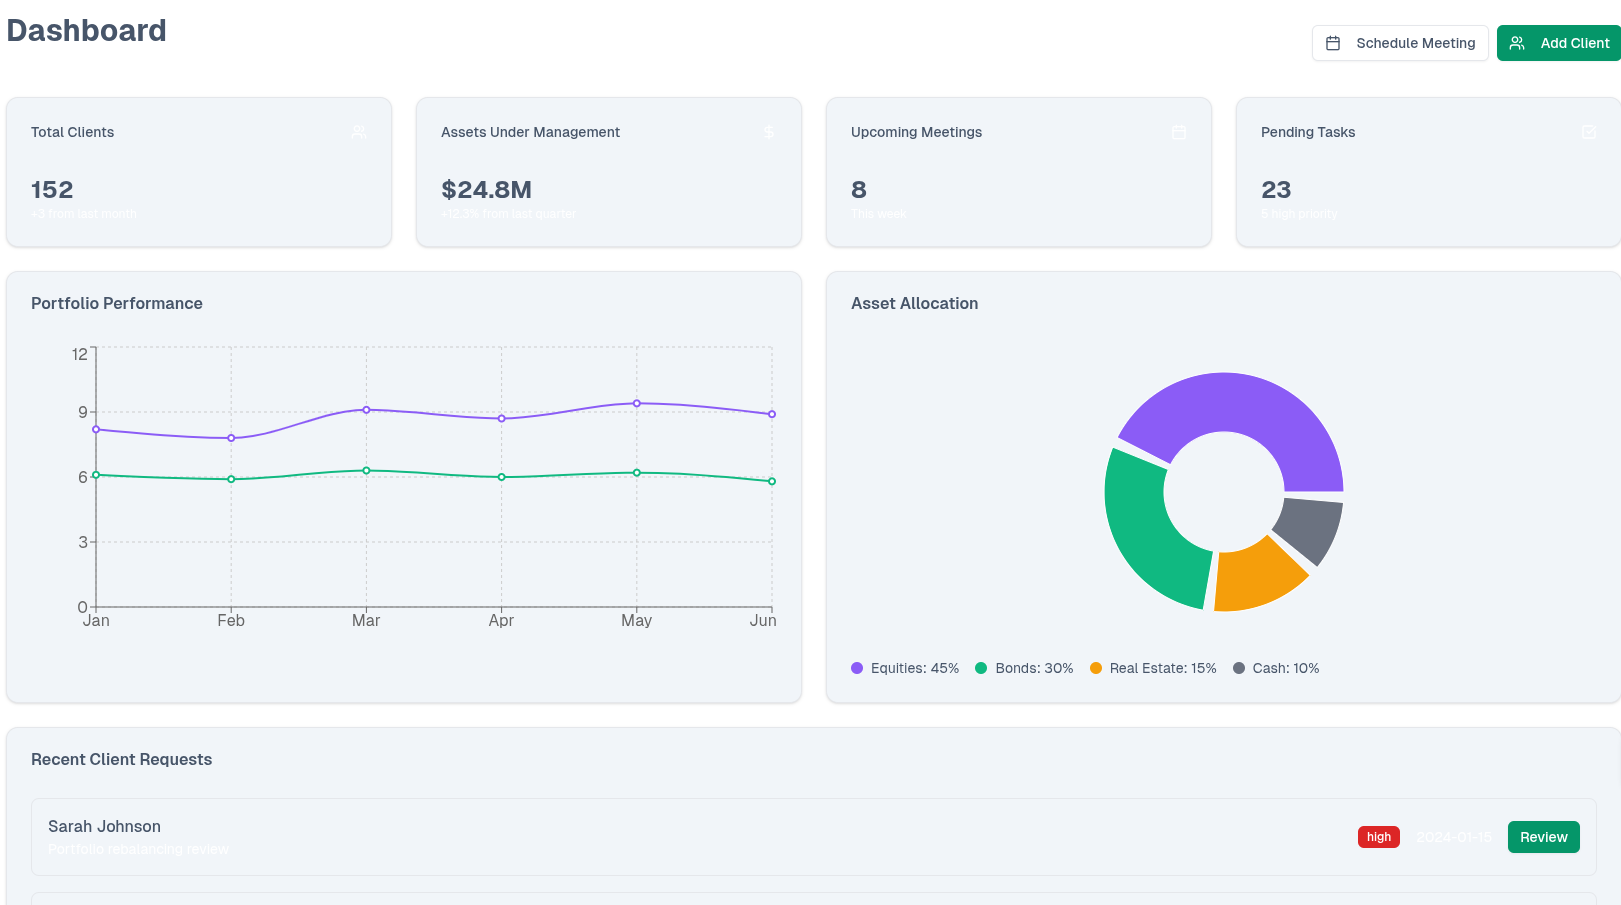 Dashboard
Schedule Meeting
Add Client
Total Clients
152
+3 from last month
Assets Under Management
$24.8M
+12.3% from last quarter
Upcoming Meetings
8
This week
Pending Tasks
23
5 high priority
Portfolio Performance
12
9
6
3
0
Jan Feb Mar Apr May Jun
Asset Allocation
Equities: 45% Bonds: 30% Real Estate: 15% Cash: 10%
Recent Client Requests
Sarah Johnson
Portfolio rebalancing review
high 2024-01-15 Review